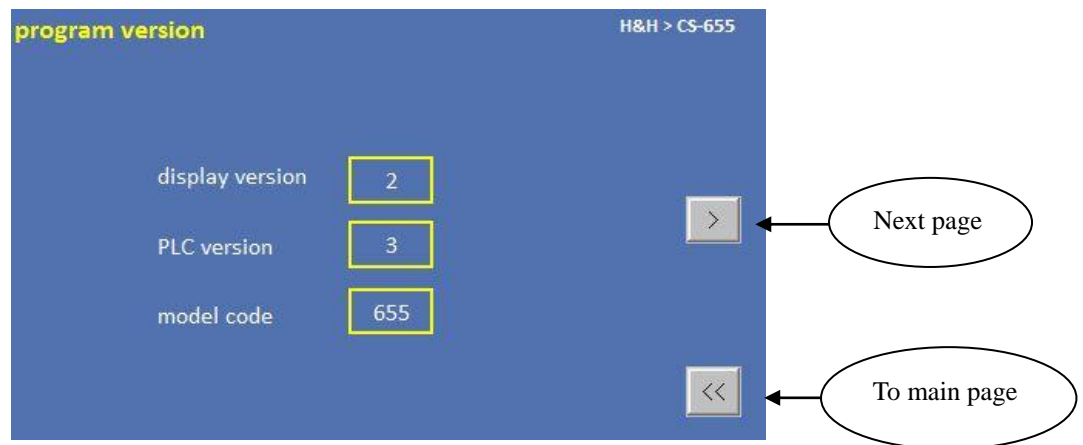 program version
H&H > CS-655
display version 2
PLC version 3
model code 655
>
Next page
<<
To main page